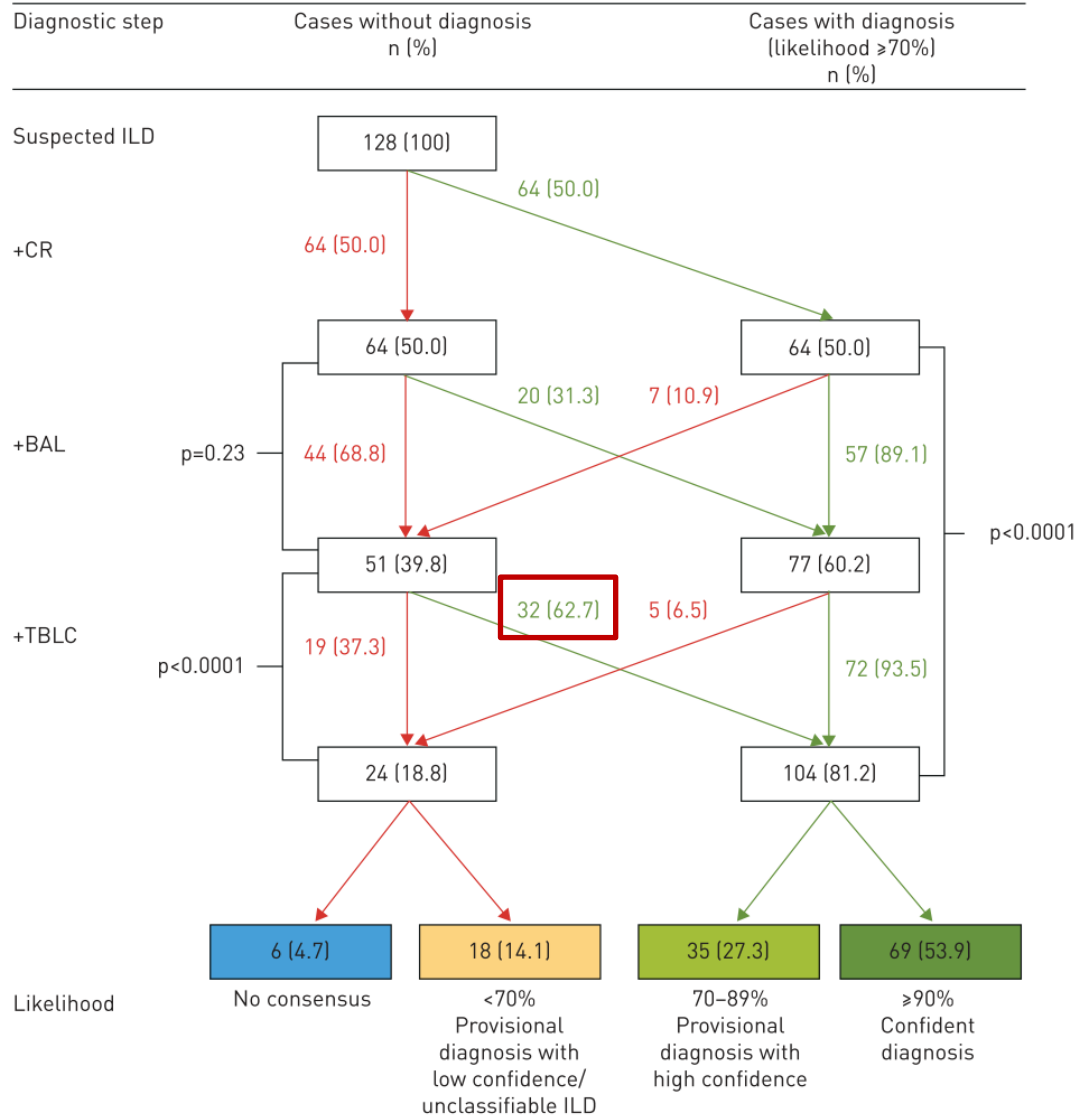 Diagnostic step
Cases without diagnosis
n (%)
Cases with diagnosis
(likelihood ≥70%)
n (%)
Suspected ILD
128 (100)
64 (50.0)
64 (50.0)
+CR
64 (50.0)
64 (50.0)
20 (31.3)
7 (10.9)
+BAL
p=0.23
44 (68.8)
57 (89.1)
p<0.0001
51 (39.8)
77 (60.2)
32 (62.7)
5 (6.5)
+TBLC
19 (37.3)
p<0.0001
72 (93.5)
24 (18.8)
104 (81.2)
6 (4.7)
18 (14.1)
35 (27.3)
69 (53.9)
Likelihood
No consensus
<70%
Provisional
diagnosis with
low confidence/
unclassifiable ILD
70–89%
Provisional
diagnosis with
high confidence
≥90%
Confident
diagnosis